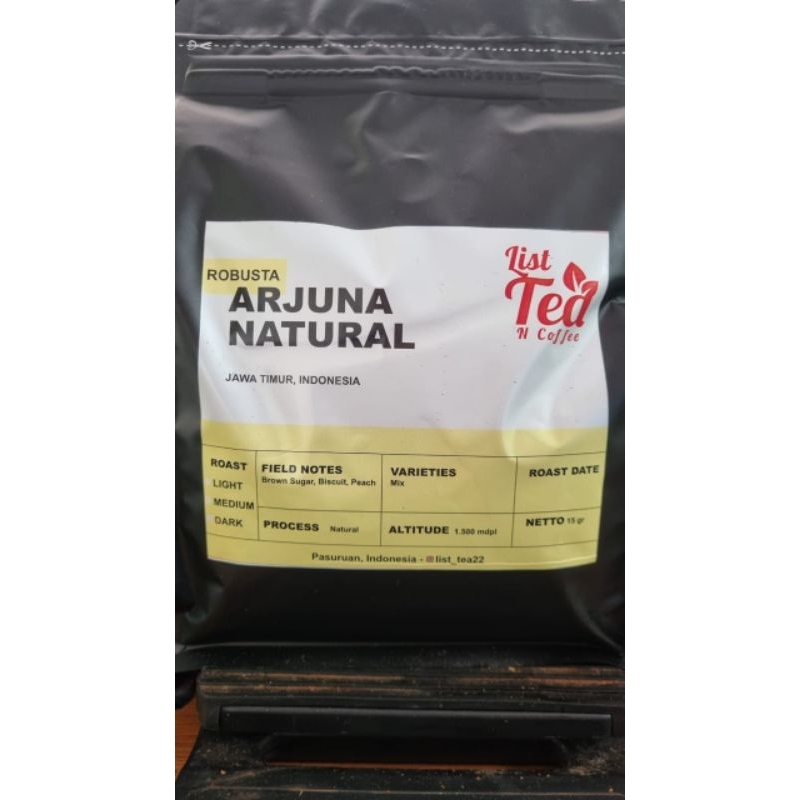 ROBUSTA
ARJUNA
NATURAL
JAWA TIMUR, INDONESIA
List
Tea
N Coffee
ROAST
LIGHT
MEDIUM
DARK
FIELD NOTES
Brown Sugar, Biscuit, Peach
PROCESS Natural
VARIETIES
Mix
ALTITUDE 1.500 mdpl
ROAST DATE
NETTO 15 gr
Pasuruan, Indonesia - list_tea22